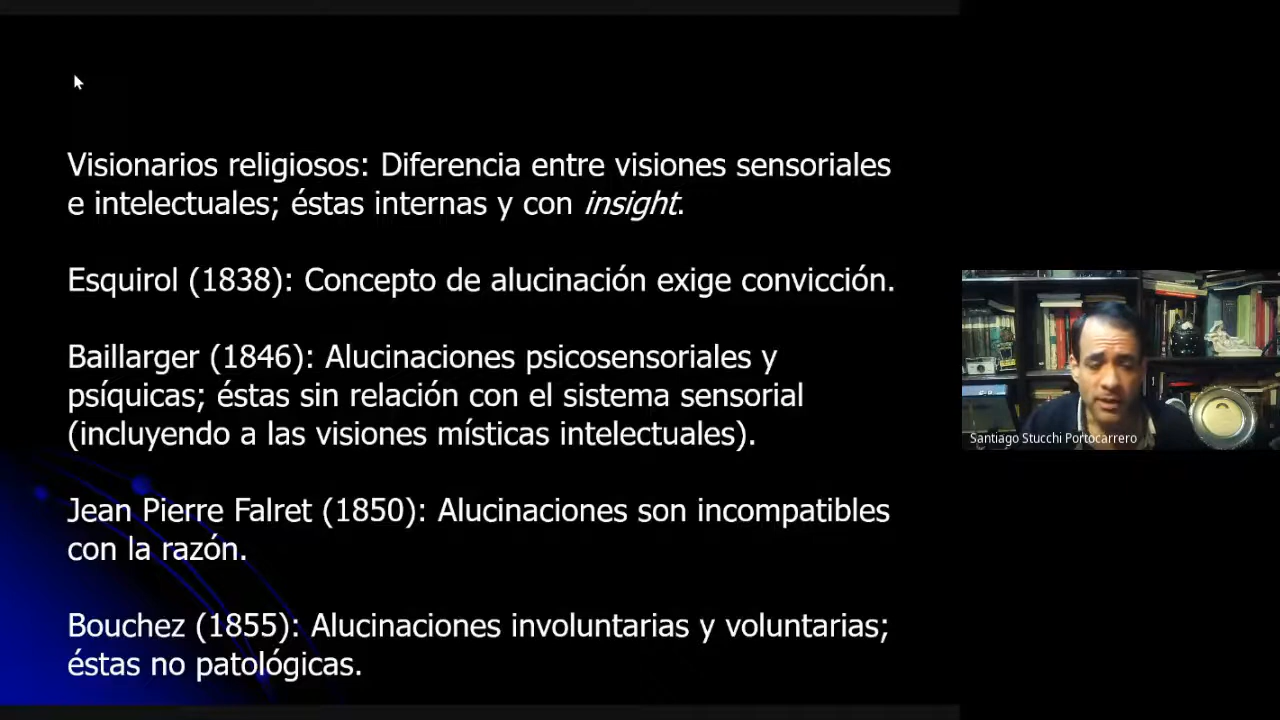 Visionarios religiosos: Diferencia entre visiones sensoriales
e intelectuales; éstas internas y con insight.
Esquirol (1838): Concepto de alucinación exige convicción.
Baillarger (1846): Alucinaciones psicosensoriales y
psíquicas; éstas sin relación con el sistema sensorial
(incluyendo a las visiones místicas intelectuales).
Jean Pierre Falret (1850): Alucinaciones son incompatibles
con la razón.
Bouchez (1855): Alucinaciones involuntarias y voluntarias;
éstas no patológicas.
Santiago Stucchi Portocarrero